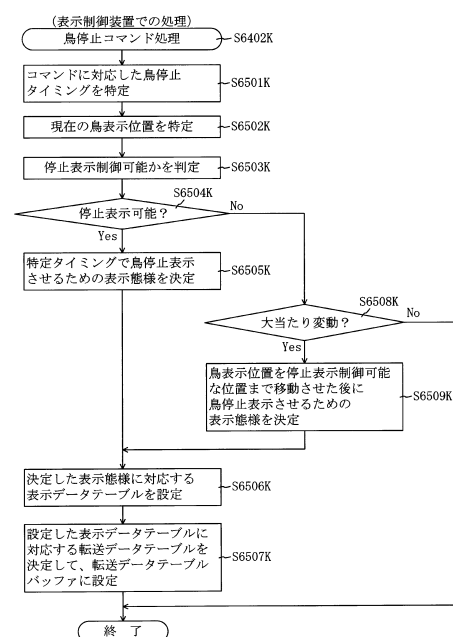 (表示制御装置での処理)
鳥停止コマンド処理
S6402K
コマンドに対応した鳥停止
タイミングを特定
S6501K
現在の鳥表示位置を特定
S6502K
停止表示制御可能かを判定
S6503K
S6504K
停止表示可能?
No
Yes
特定タイミングで鳥停止表示
させるための表示態様を決定
S6505K
S6508K
大当たり変動?
No
Yes
鳥表示位置を停止表示制御可能
な位置まで移動させた後に
鳥停止表示させるための
表示態様を決定
S6509K
決定した表示態様に対応する
表示データテーブルを設定
S6506K
設定した表示データテーブルに
対応する転送データテーブルを
決定して、転送データテーブル
バッファに設定
S6507K
終 了